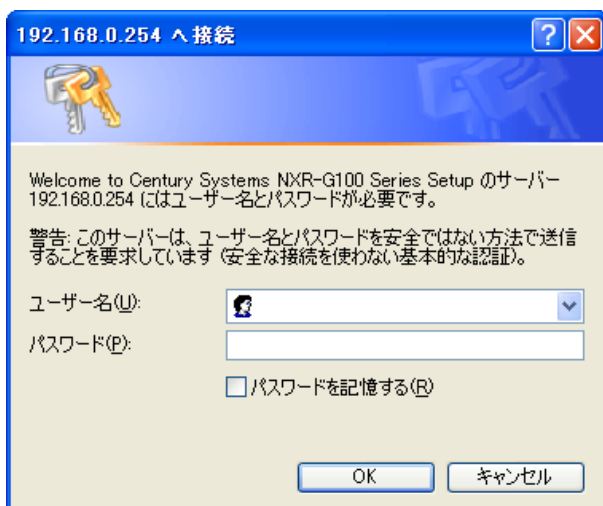 192.168.0.254 へ接続
Welcome to Century Systems NXR-G100 Series Setup のサーバー
192.168.0.254 にはユーザー名とパスワードが必要です。
警告: このサーバーは、ユーザー名とパスワードを安全ではない方法で送信
することを要求しています (安全な接続を使わない基本的な認証)。
ユーザー名(U):
パスワード(P):
パスワードを記憶する(R)
OK キャンセル